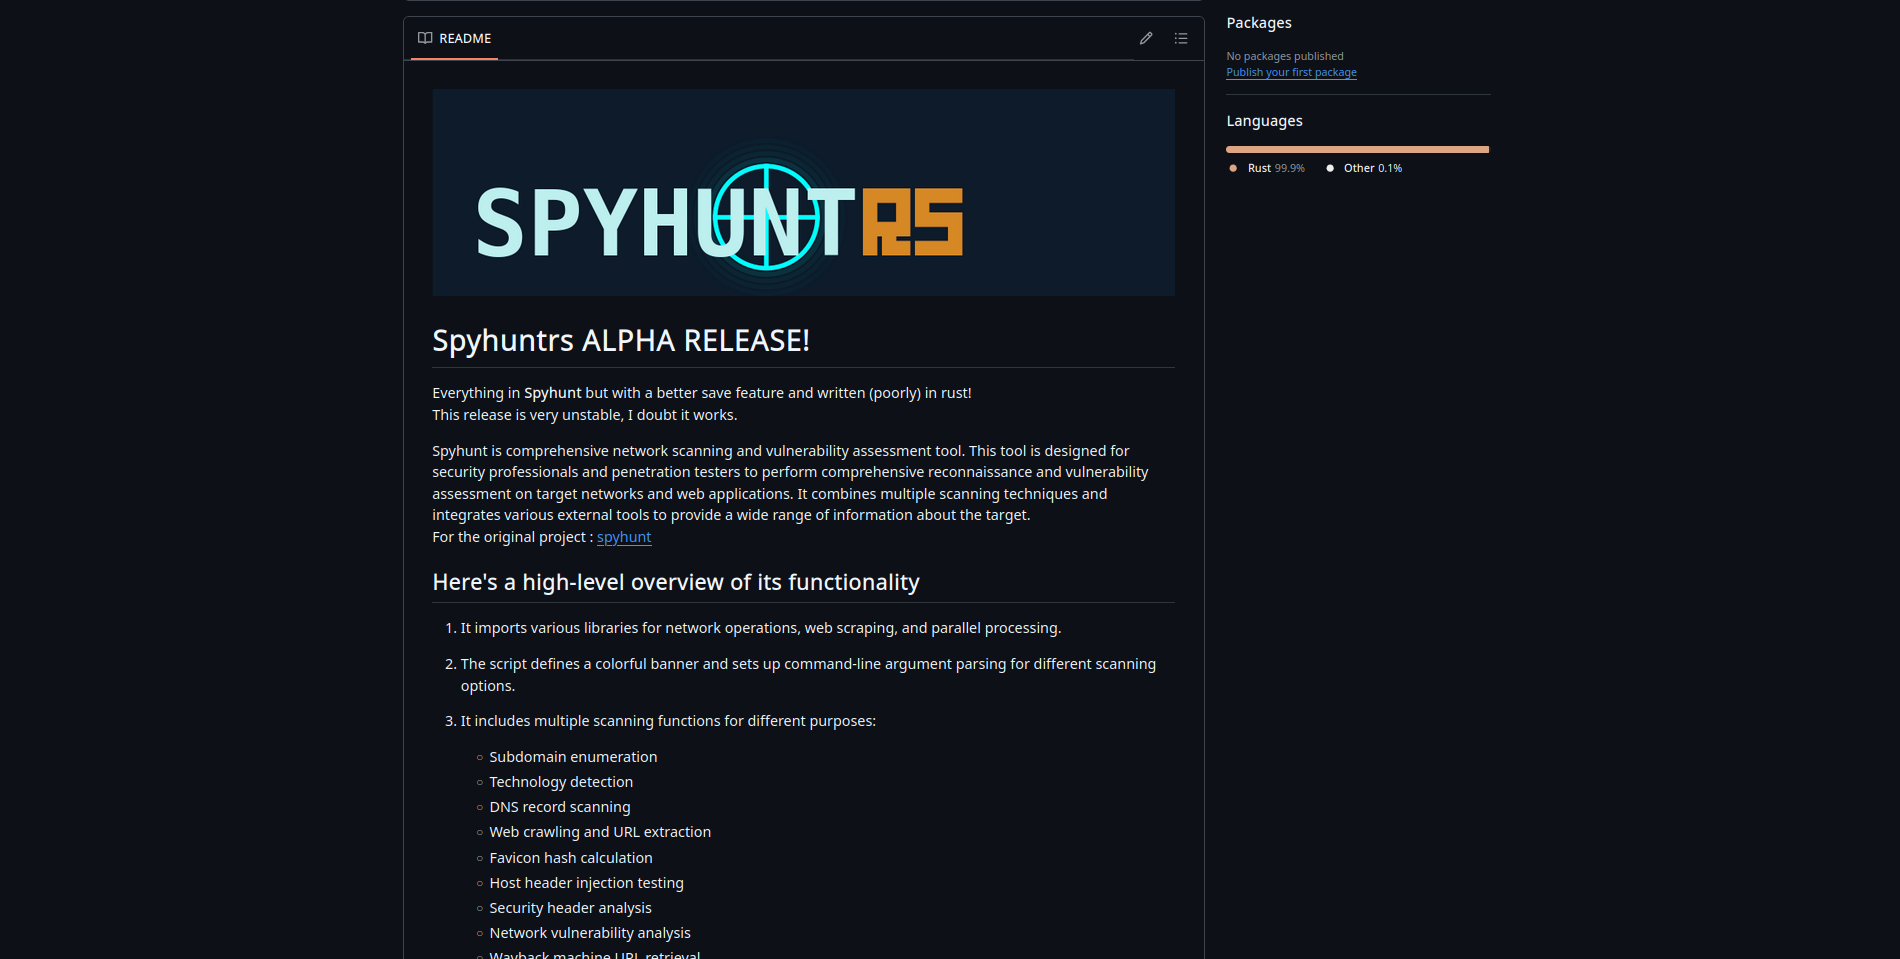 README
SPYHUNTRS
Spyhuntrs ALPHA RELEASE!
Everything in Spyhunt but with a better save feature and written (poorly) in rust!
This release is very unstable, I doubt it works.
Spyhunt is comprehensive network scanning and vulnerability assessment tool. This tool is designed for
security professionals and penetration testers to perform comprehensive reconnaissance and vulnerability
assessment on target networks and web applications. It combines multiple scanning techniques and
integrates various external tools to provide a wide range of information about the target.
For the original project : spyhunt
Here's a high-level overview of its functionality
1. It imports various libraries for network operations, web scraping, and parallel processing.
2. The script defines a colorful banner and sets up command-line argument parsing for different scanning
options.
3. It includes multiple scanning functions for different purposes:
○ Subdomain enumeration
○ Technology detection
○ DNS record scanning
○ Web crawling and URL extraction
○ Favicon hash calculation
○ Host header injection testing
○ Security header analysis
○ Network vulnerability analysis
○ Wayback machine URL retrieval
Packages
No packages published
Publish your first package
Languages
Rust 99.9%
Other 0.1%